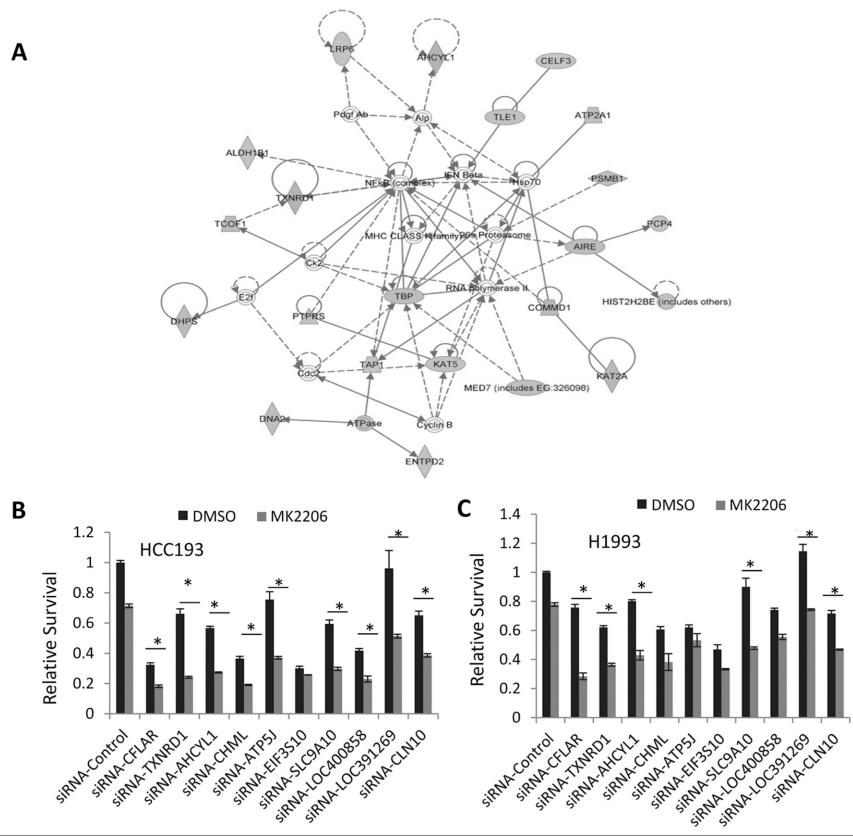 A
LRP6
AHCYL1
CELF3
Pdgf Ab
Alp
TLE1
ATP2A1
ALDH1B1
NFkB (complex)
IFN Beta
Hsp70
PSMB1
TXNRD1
TCOF1
MHC CLASS I (family)
26s Proteasome
PCP4
AIRE
Ck2
E2f
TBP
RNA polymerase II
COMMD1
HIST2H2BE (includes others)
DHPS
PTPRS
Cdc2
TAP1
KAT5
MED7 (includes EG:326098)
KAT2A
DNA2
ATPase
Cyclin B
ENTPD2
B
DMSO MK2206
HCC193
Relative Survival
1.2
1
0.8
0.6
0.4
0.2
0
* * * * * * * * *
siRNA-Control
siRNA-CFLAR
siRNA-TXNRD1
siRNA-AHCYL1
siRNA-CHML
siRNA-ATP5J
siRNA-EIF3S10
siRNA-SLC9A10
siRNA-LOC400858
siRNA-LOC391269
siRNA-CLN10
C
DMSO MK2206
H1993
Relative Survival
1.4
1.2
1
0.8
0.6
0.4
0.2
0
* * * * * *
siRNA-Control
siRNA-CFLAR
siRNA-TXNRD1
siRNA-AHCYL1
siRNA-CHML
siRNA-ATP5J
siRNA-EIF3S10
siRNA-SLC9A10
siRNA-LOC400858
siRNA-LOC391269
siRNA-CLN10